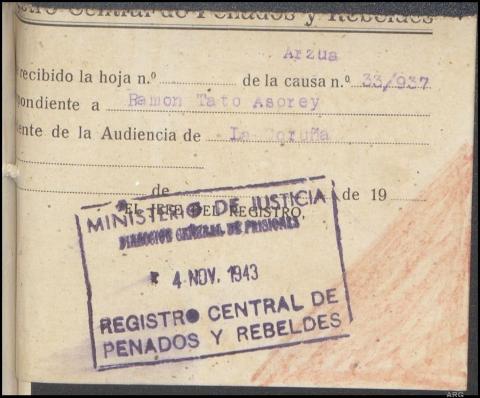 Central de Penados y Rebeldes
Arzua
recibido la hoja n.º de la causa n.º 33/937
pondiente a Ramon Tato Asorey
ente de la Audiencia de La Coruña
de de 19
EL JEFE DEL REGISTRO,
MINISTERIO DE JUSTICIA
DIRECCION GENERAL DE PRISIONES
4 NOV. 1943
REGISTRO CENTRAL DE
PENADOS Y REBELDES
ARG